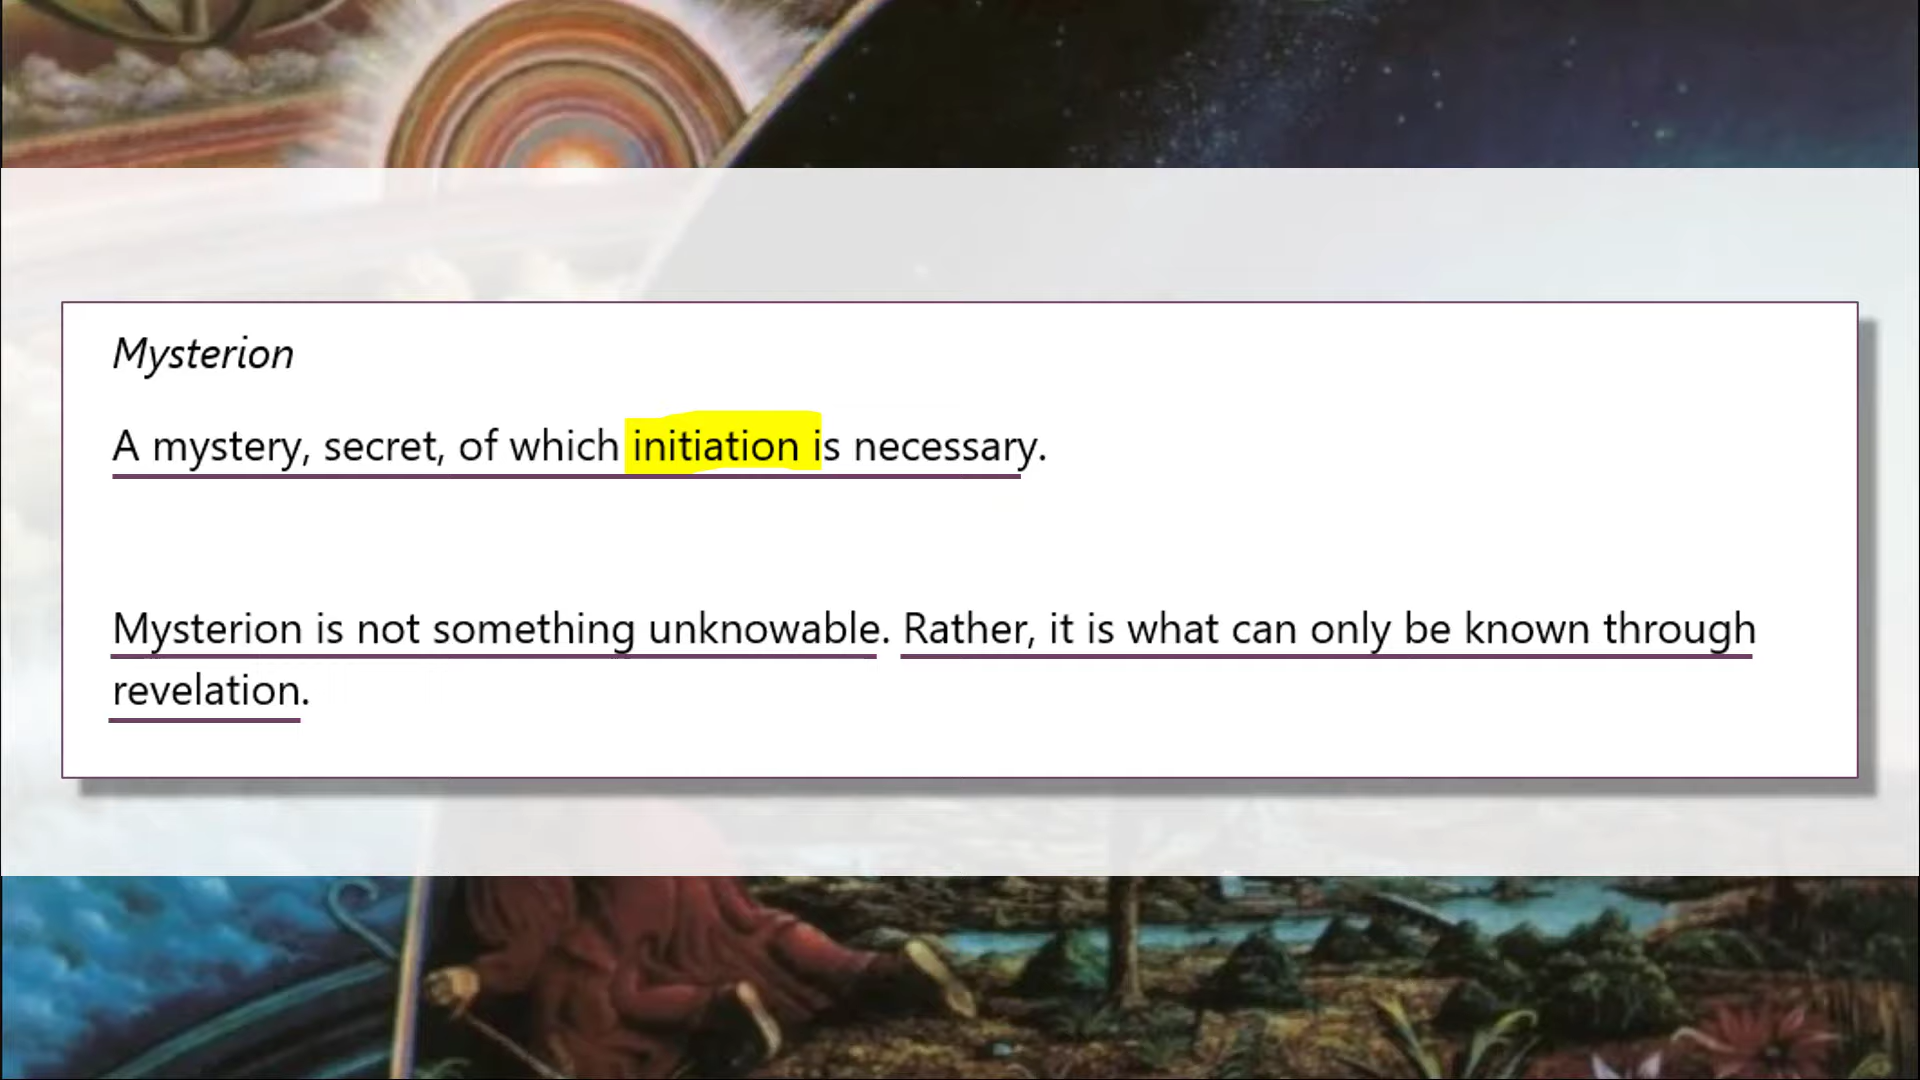 Mysterion
A mystery, secret, of which initiation is necessary.
Mysterion is not something unknowable. Rather, it is what can only be known through
revelation.